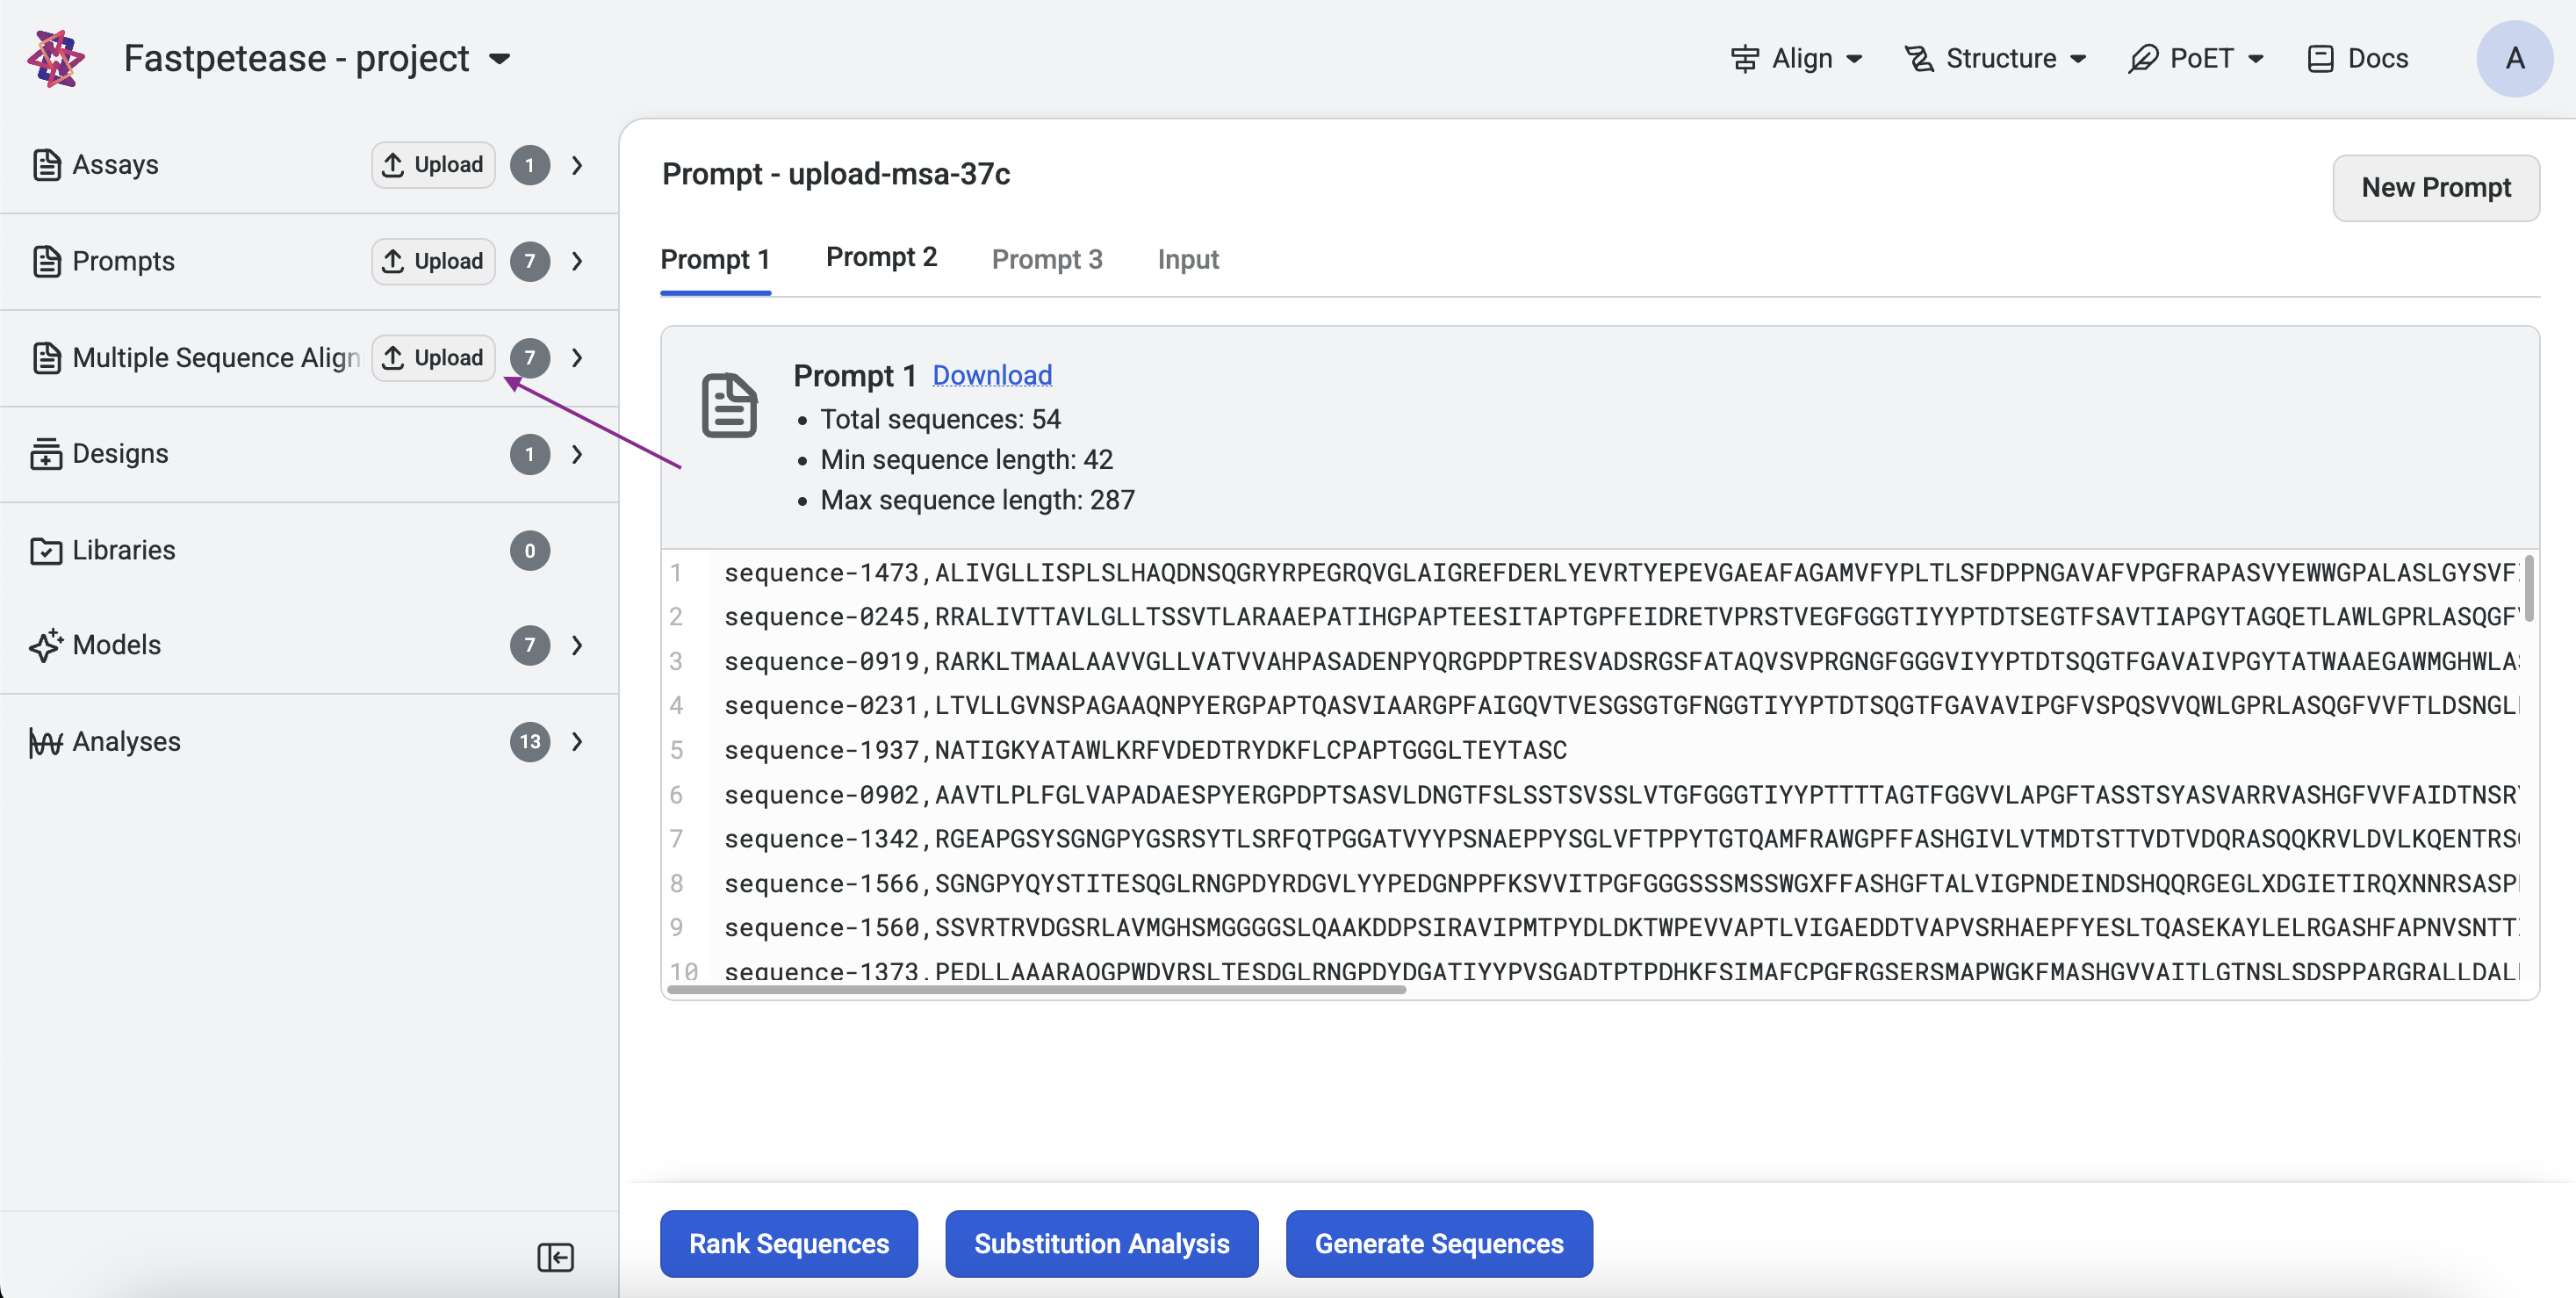 Fastpetease - project
Align
Structure
PoET
Docs
A
Assays
Upload
1
Prompts
Upload
7
Multiple Sequence Align
Upload
7
Designs
1
Libraries
0
Models
7
Analyses
13
Prompt - upload-msa-37c
New Prompt
Prompt 1
Prompt 2
Prompt 3
Input
Prompt 1 Download
• Total sequences: 54
• Min sequence length: 42
• Max sequence length: 287
1 sequence-1473,ALIVGLLISPLSLHAQDNSQGRYRPEGRQVGLAIGREFDERLYEVRTYEPEVGAEAFAGAMVFYPLTLSFDPPNGAVAFVPGFRAPASVYEWWGPALASLGYSVF
2 sequence-0245,RRALIVTTAVLGLLTSSVTLARAAEPATIHGPAPTEESITAPTGPFEIDRETVPRSTVEGFGGGTIYYPTDTSEGTFSAVTIAPGYTAGQETLAWLGPRLASQGF
3 sequence-0919,RARKLTMAALAAVVGLLVATVVAHPASADENPYQRGPDPTRESVADSRGSFATAQVSVPRGNGFGGGVIYYPTDTSQGTFGAVAIVPGYTATWAAEGAWMGHWLA
4 sequence-0231,LTVLLGVNSPAGAAQNPYERGPAPTQASVIAARGPFAIGQVTVESGSGTGFNGGTIYYPTDTSQGTFGAVAVIPGFVSPQSVVQWLGPRLASQGFVVFTLDSNGL
5 sequence-1937,NATIGKYATAWLKRFVDEDTRYDKFLCPAPTGGGLTEYTASC
6 sequence-0902,AAVTLPLFGLVAPADAESPYERGPDPTSASVLDNGTFSLSSTSVSSLVTGFGGGTIYYPTTTTAGTFGGVVLAPGFTASSTSYASVARRVASHGFVVFAIDTNSR
7 sequence-1342,RGEAPGSYSGNGPYGSRSYTLSRFQTPGGATVYYPSNAEPPYSGLVFTPPYTGTQAMFRAWGPFFASHGIVLVTMDTSTTVDTVDQRASQQKRVLDVLKQENTRS
8 sequence-1566,SGNGPYQYSTITESQGLRNGPDYRDGVLYYPEDGNPPFKSVVITPGFGGGSSSMSSWGXFFASHGFTALVIGPNDEINDSHQQRGEGLXDGIETIRQXNNRSASP
9 sequence-1560,SSVRTRVDGSRLAVMGHSMGGGGSLQAAKDDPSIRAVIPMTPYDLDKTWPEVVAPTLVIGAEDDTVAPVSRHAEPFYESLTQASEKAYLELRGASHFAPNVSNTT
10 sequence-1373,PEDLLAAARAQGPWDVRSLTESDGLRNGPDYDGATIYYPVSGADTPTPDHKFSIMAFCPGFRGSERSMAPWGKFMASHGVVAITLGTNSLSDSPPARGRALLDAL
Rank Sequences
Substitution Analysis
Generate Sequences